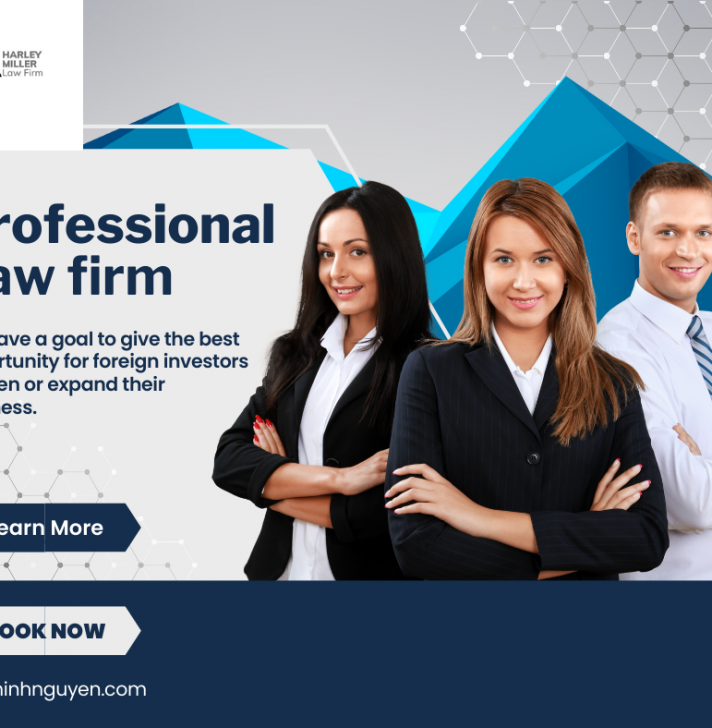 HARLEY
MILLER
Law Firm
rofessional
aw firm
ave a goal to give the best
rtunity for foreign investors
en or expand their
ness.
earn More
OOK NOW
inhnguyen.com